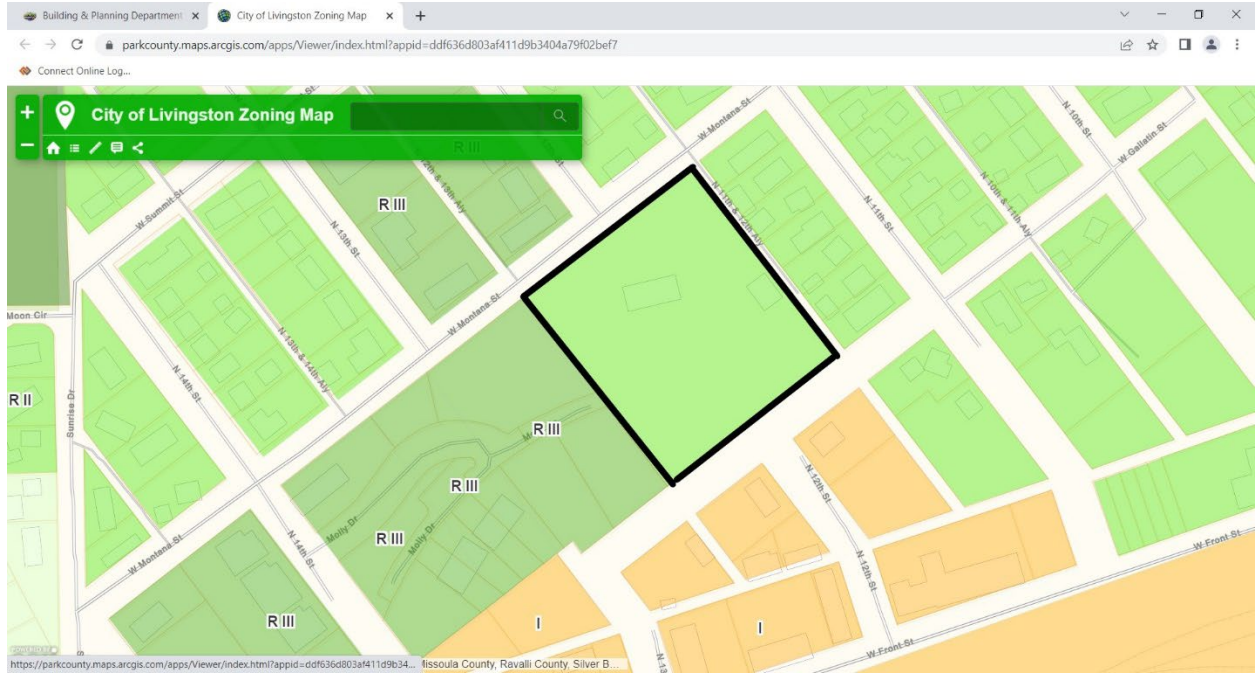 Building & Planning Department
City of Livingston Zoning Map
parkcounty.maps.arcgis.com/apps/Viewer/index.html?appid=ddf636d803af411d9b3404a79f02bef7
Connect Online Log...
City of Livingston Zoning Map
R III
R III
W Montana St
N 10th St
W Gallatin St
W Summit St
12th & 13th Aly
N 13th St
N 11th & 12th Aly
N 11th St
N 10th & 11th Aly
Moon Cir
N 13th & 14th Aly
W Montana St
N 14th St
R II
Sunrise Dr
R III
R III
Molly Dr
Molly Dr
R III
N 14th St
W Montana St
N 12th St
N 12th St
W Front St
R III
I
I
W Front St
N 13
https://parkcounty.maps.arcgis.com/apps/Viewer/index.html?appid=ddf636d803af411d9b34...
Missoula County, Ravalli County, Silver B...